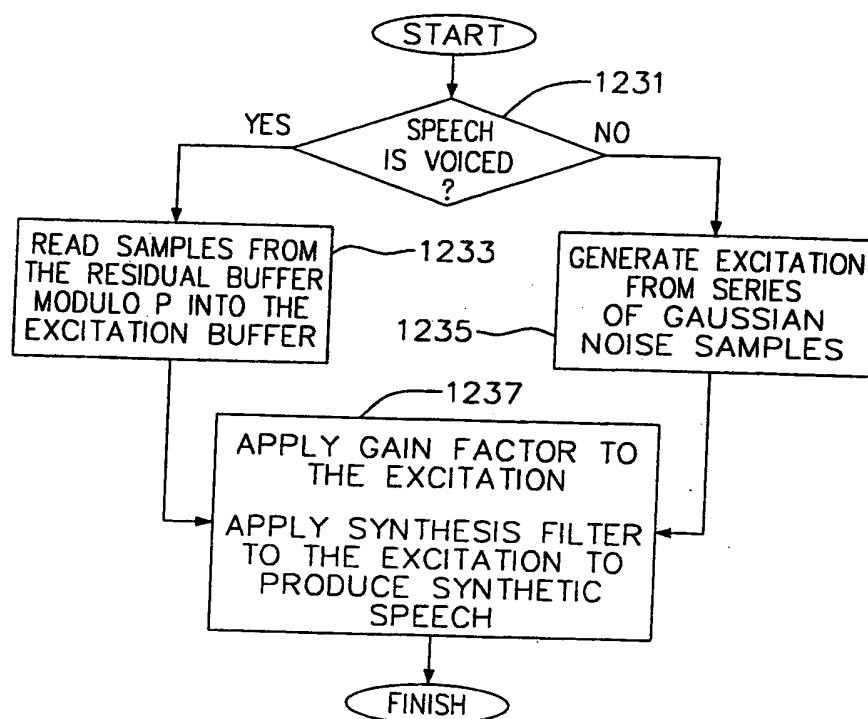 START
1231
YES
SPEECH
IS VOICED
?
NO
READ SAMPLES FROM
THE RESIDUAL BUFFER
MODULO P INTO THE
EXCITATION BUFFER
1233
GENERATE EXCITATION
FROM SERIES
OF GAUSSIAN
NOISE SAMPLES
1235
1237
APPLY GAIN FACTOR TO
THE EXCITATION
APPLY SYNTHESIS FILTER
TO THE EXCITATION TO
PRODUCE SYNTHETIC
SPEECH
FINISH